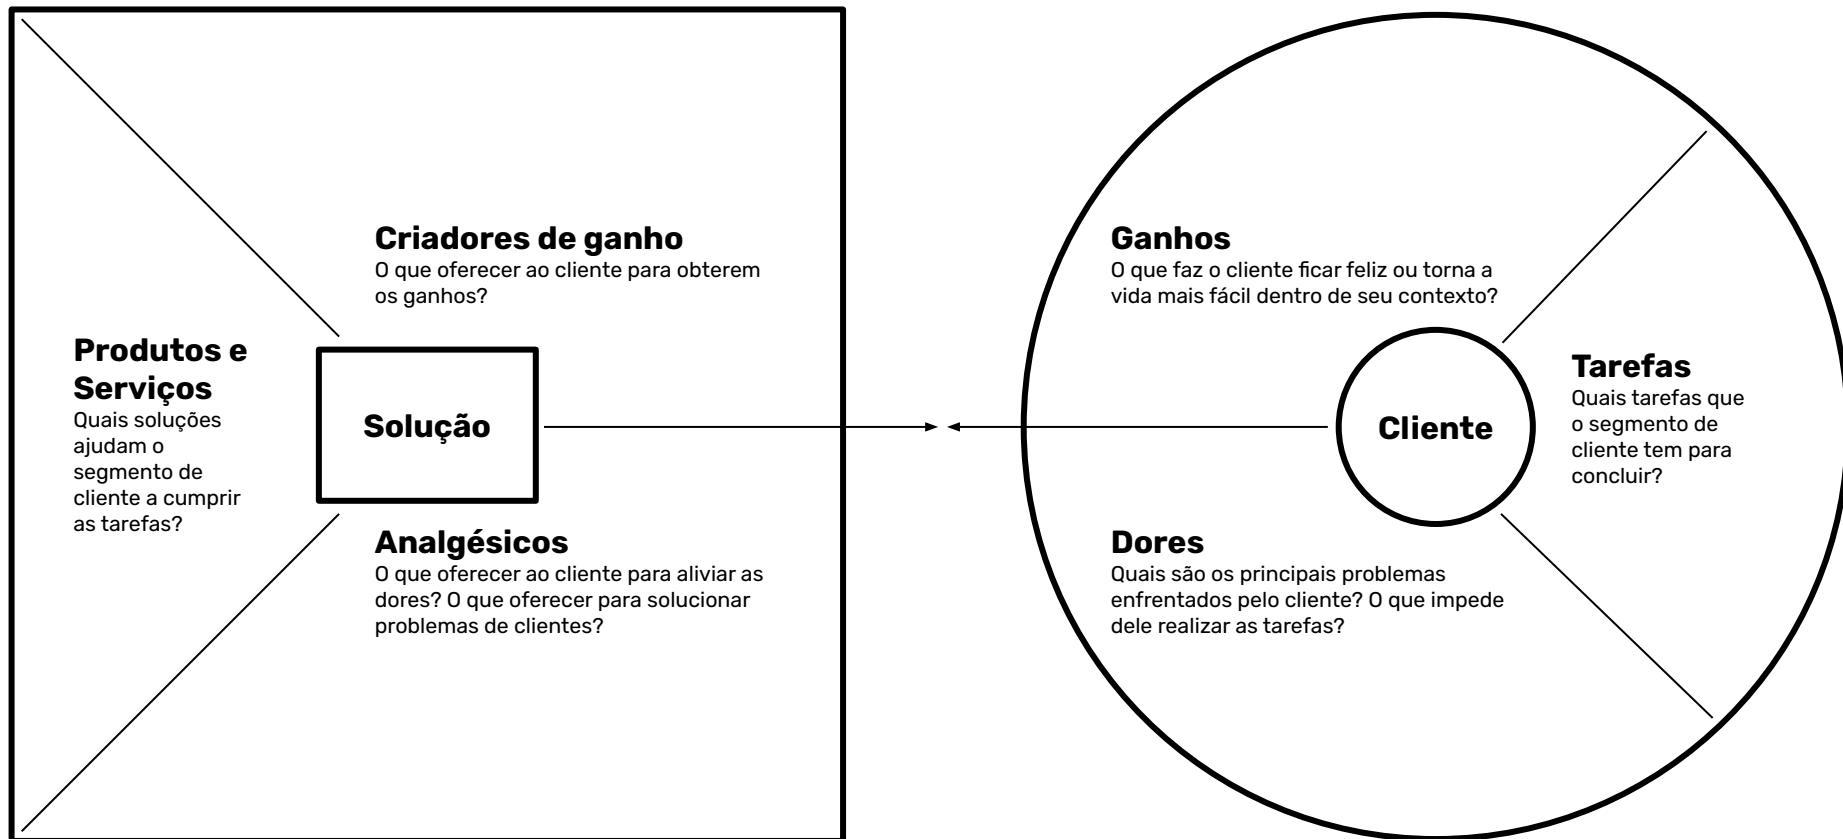 Criadores de ganho
O que oferecer ao cliente para obterem
os ganhos?
Produtos e
Serviços
Quais soluções
ajudam o
segmento de
cliente a cumprir
as tarefas?
Solução
Analgésicos
O que oferecer ao cliente para aliviar as
dores? O que oferecer para solucionar
problemas de clientes?
Ganhos
O que faz o cliente ficar feliz ou torna a
vida mais fácil dentro de seu contexto?
Cliente
Tarefas
Quais tarefas que
o segmento de
cliente tem para
concluir?
Dores
Quais são os principais problemas
enfrentados pelo cliente? O que impede
dele realizar as tarefas?